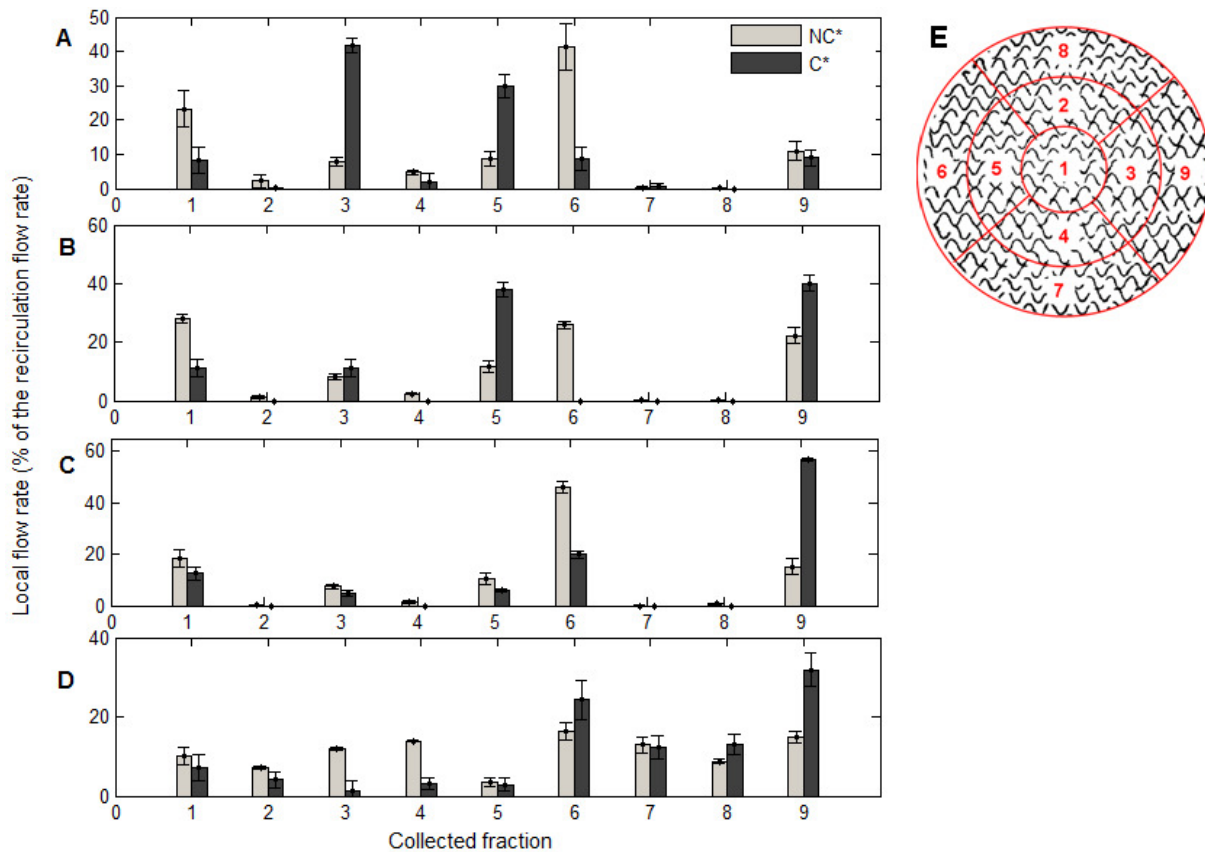 Local flow rate (% of the recirculation flow rate)
A
50
40
30
20
10
0
NC*
C*
0 1 2 3 4 5 6 7 8 9
B
60
40
20
0
0 1 2 3 4 5 6 7 8 9
C
60
40
20
0
0 1 2 3 4 5 6 7 8 9
D
40
20
0
0 1 2 3 4 5 6 7 8 9
Collected fraction
E
8
2
6 5 1 3 9
4
7